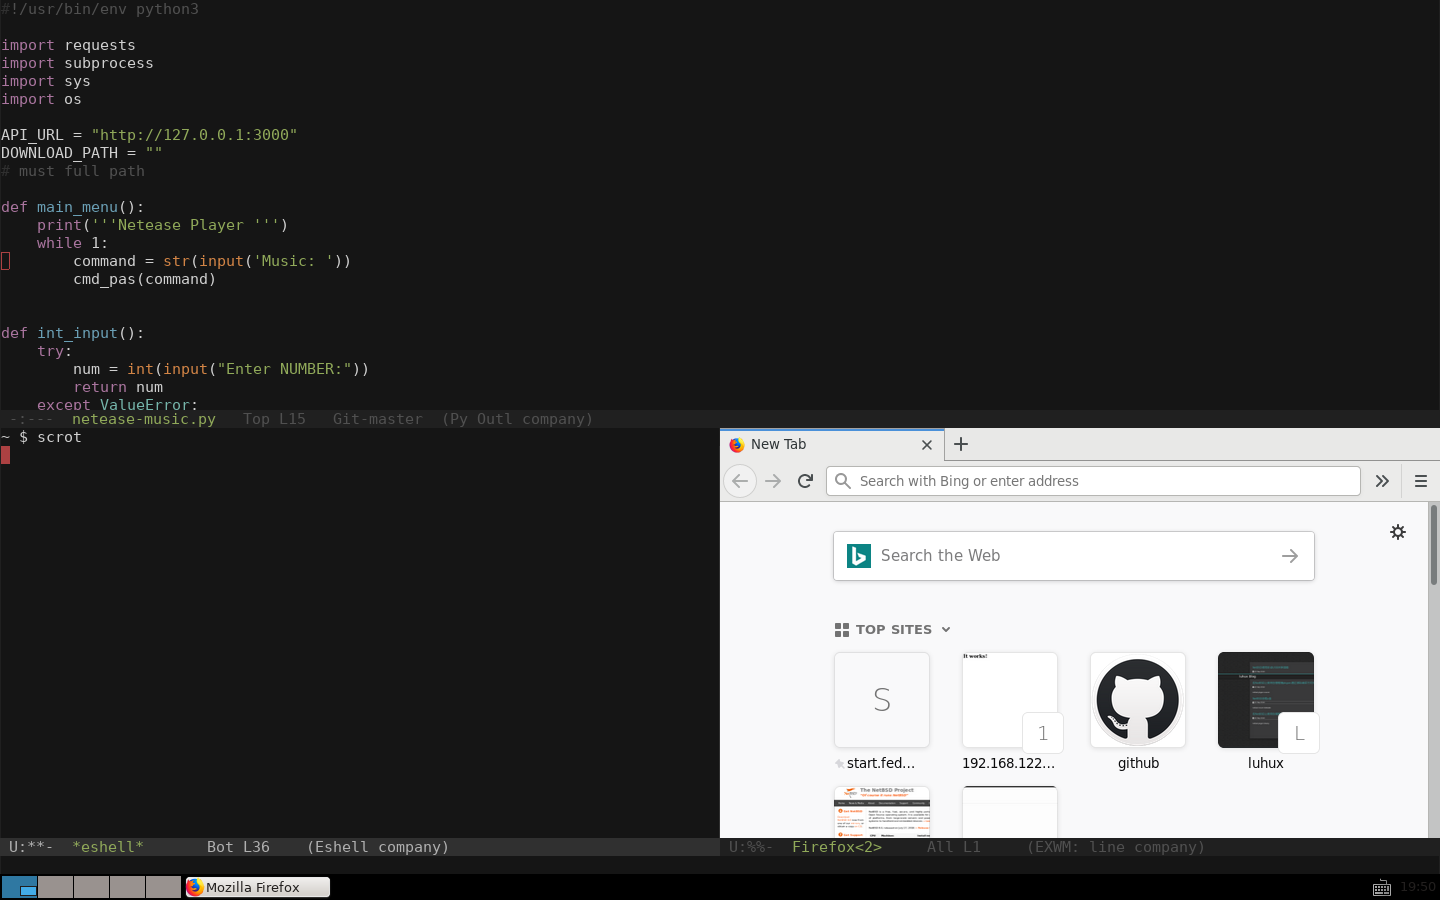 #!/usr/bin/env python3
import requests
import subprocess
import sys
import os
API_URL = "http://127.0.0.1:3000"
DOWNLOAD_PATH = ""
# must full path
def main_menu():
    print('''Netease Player ''')
    while 1:
        command = str(input('Music: '))
        cmd_pas(command)
def int_input():
    try:
        num = int(input("Enter NUMBER:"))
        return num
    except ValueError:
-:---  netease-music.py   Top L15   Git-master  (Py Outl company)
~ $ scrot
U:**-  *eshell*       Bot L36    (Eshell company)
New Tab
Search with Bing or enter address
Search the Web
TOP SITES
S
It works!
1
L
start.fed...
192.168.122...
github
luhux
The NetBSD Project
U:%%-  Firefox<2>     All L1     (EXWM: line company)
Mozilla Firefox
19:50